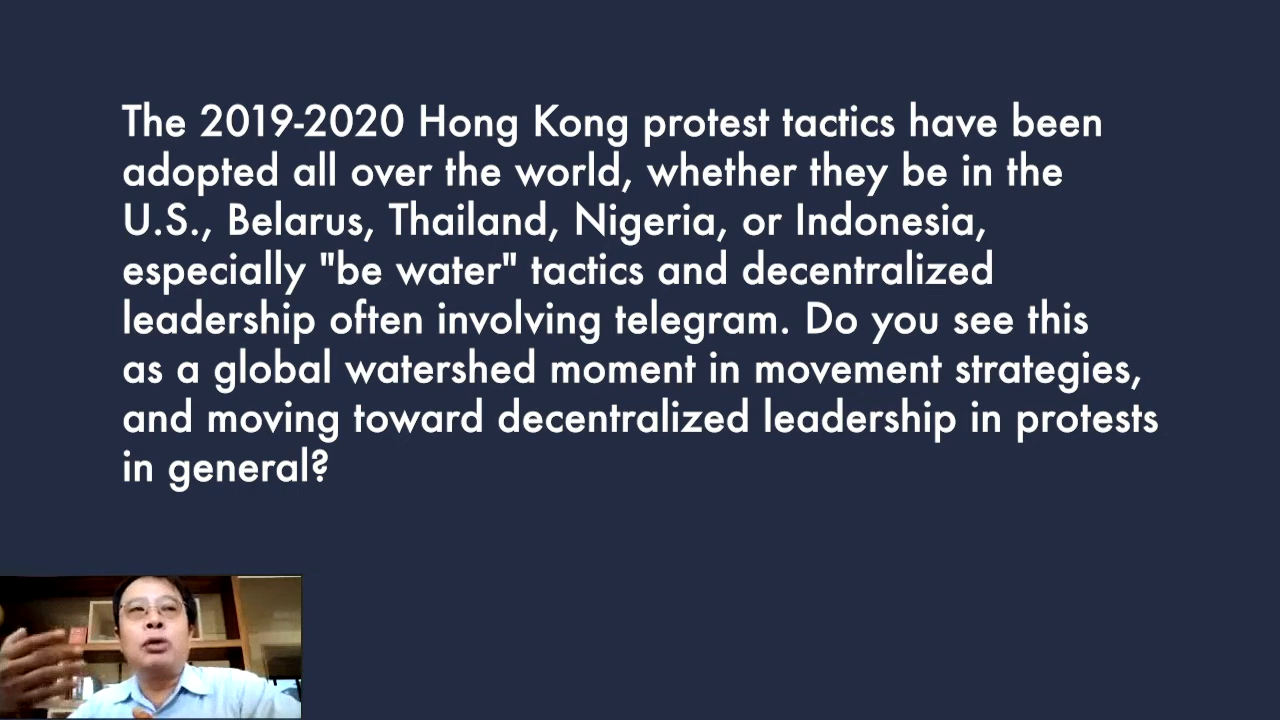 The 2019-2020 Hong Kong protest tactics have been
adopted all over the world, whether they be in the
U.S., Belarus, Thailand, Nigeria, or Indonesia,
especially "be water" tactics and decentralized
leadership often involving telegram. Do you see this
as a global watershed moment in movement strategies,
and moving toward decentralized leadership in protests
in general?